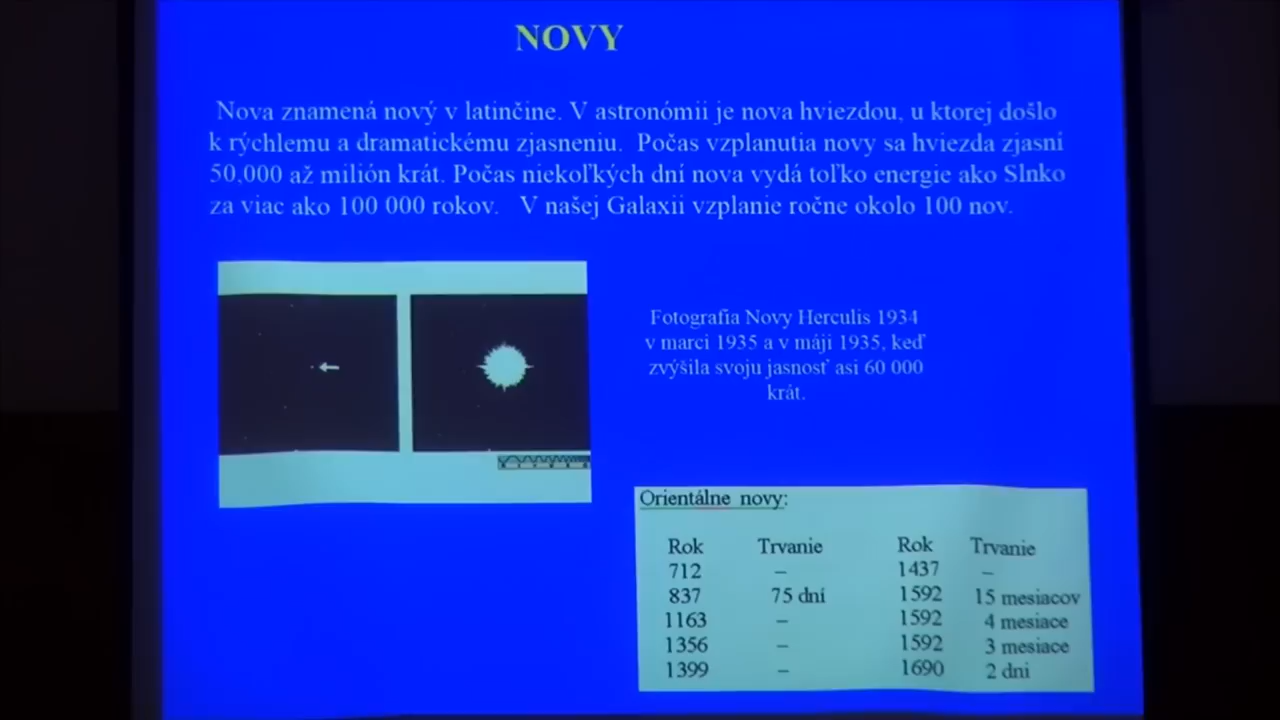 NOVY
Nova znamená nový v latinčine. V astronómii je nova hviezdou, u ktorej došlo
k rýchlemu a dramatickému zjasneniu. Počas vzplanutia novy sa hviezda zjasní
50,000 až milión krát. Počas niekoľkých dní nova vydá toľko energie ako Slnko
za viac ako 100 000 rokov. V našej Galaxii vzplanie ročne okolo 100 nov.
Fotografia Novy Herculis 1934
v marci 1935 a v máji 1935, keď
zvýšila svoju jasnosť asi 60 000
krát.
Orientálne novy:
Rok Trvanie Rok Trvanie
712 – 1437 –
837 75 dní 1592 15 mesiacov
1163 – 1592 4 mesiace
1356 – 1592 3 mesiace
1399 – 1690 2 dni